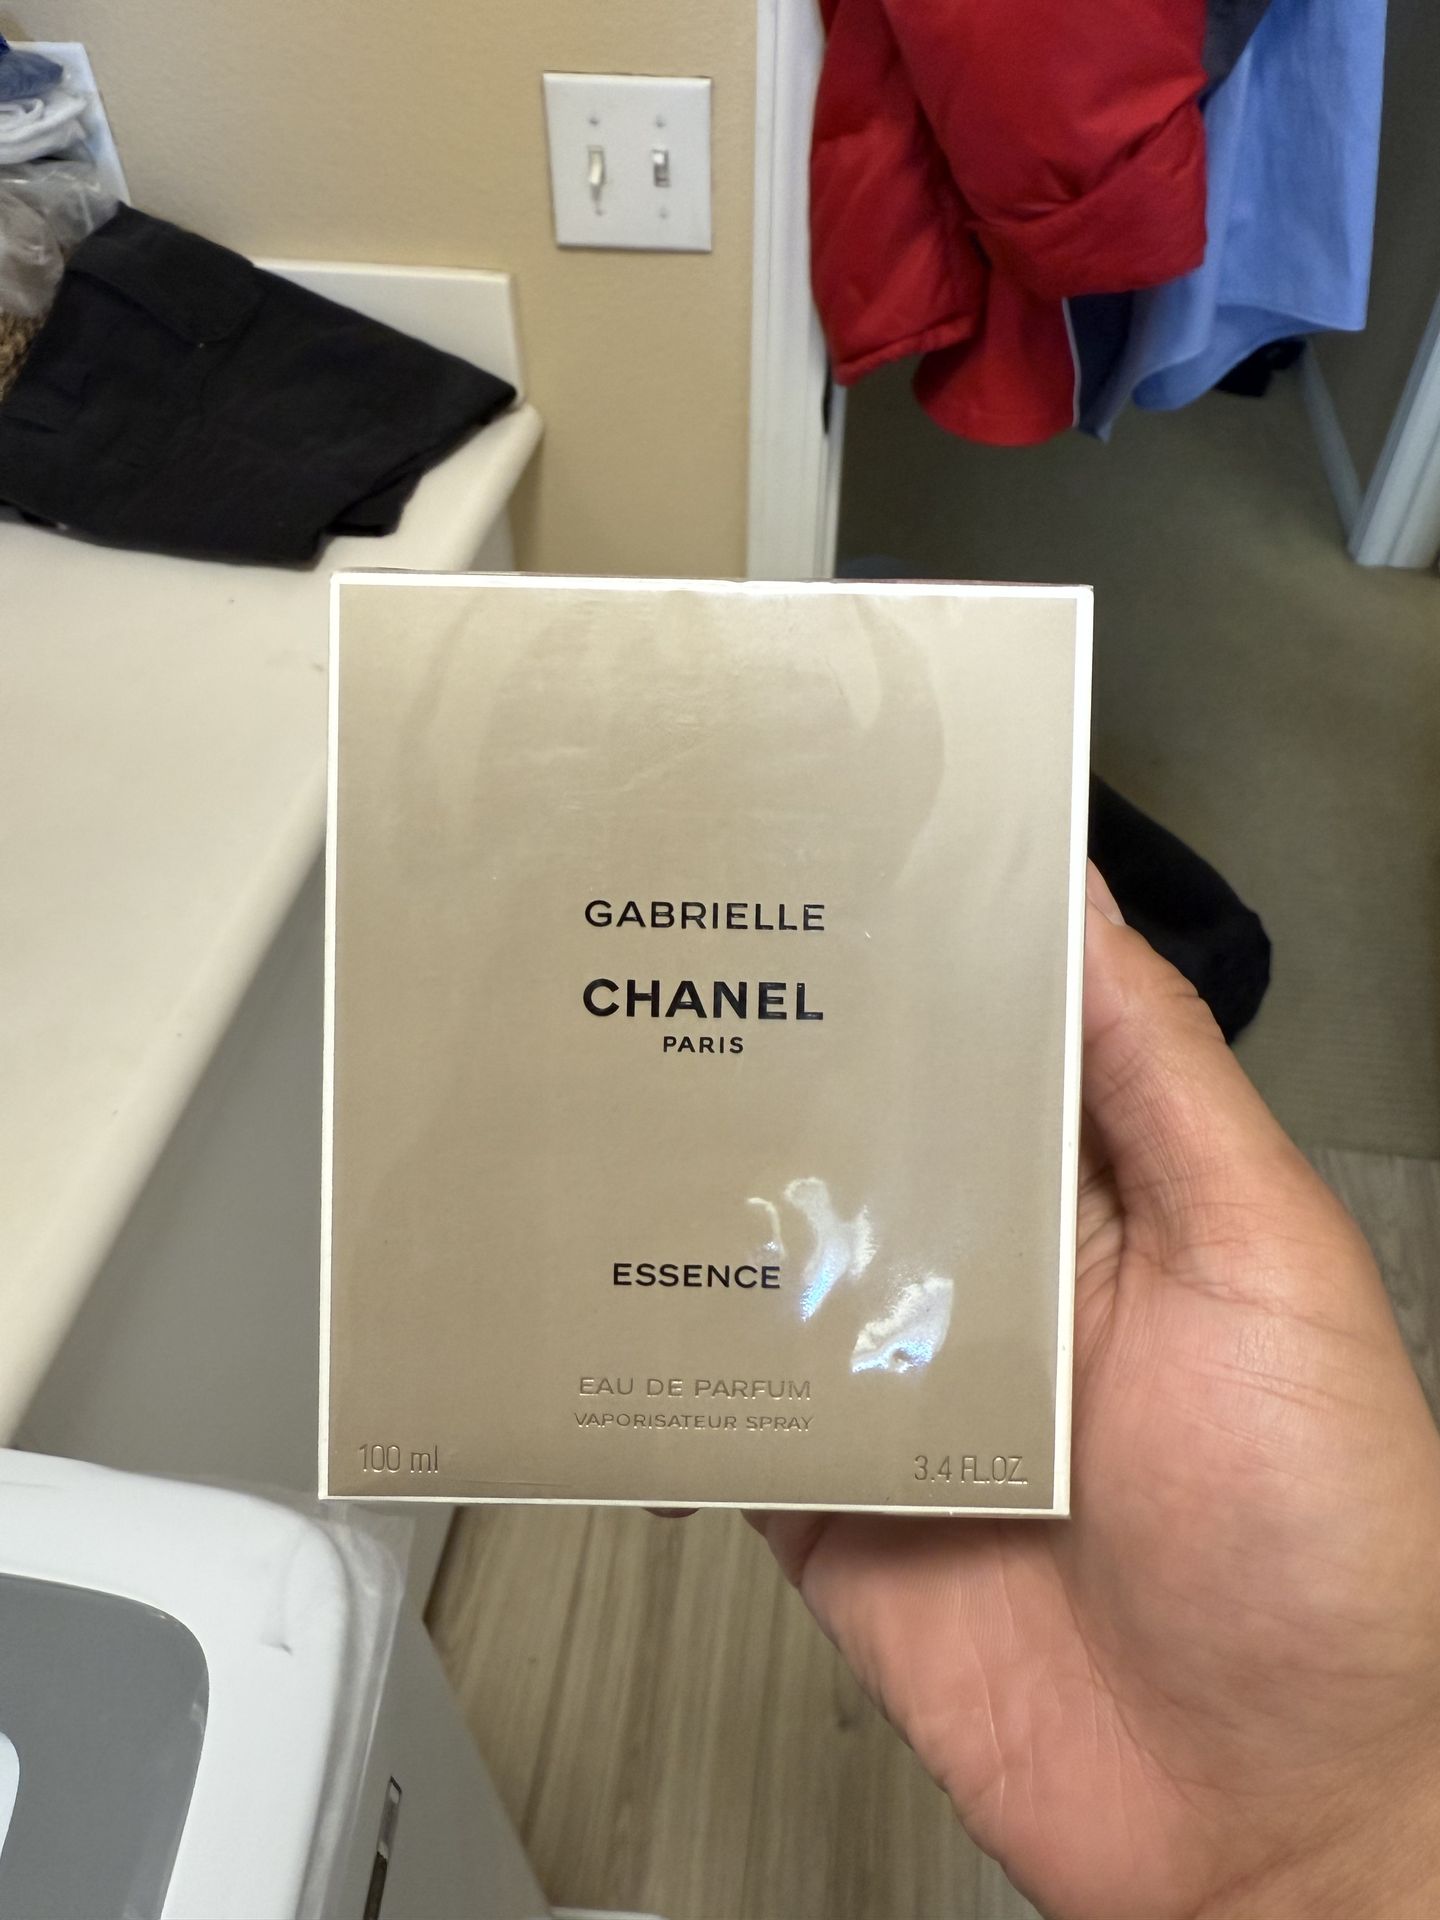 GABRIELLE
CHANEL
PARIS
ESSENCE
EAU DE PARFUM
VAPORISATEUR SPRAY
100 ml
3.4 FL.OZ.